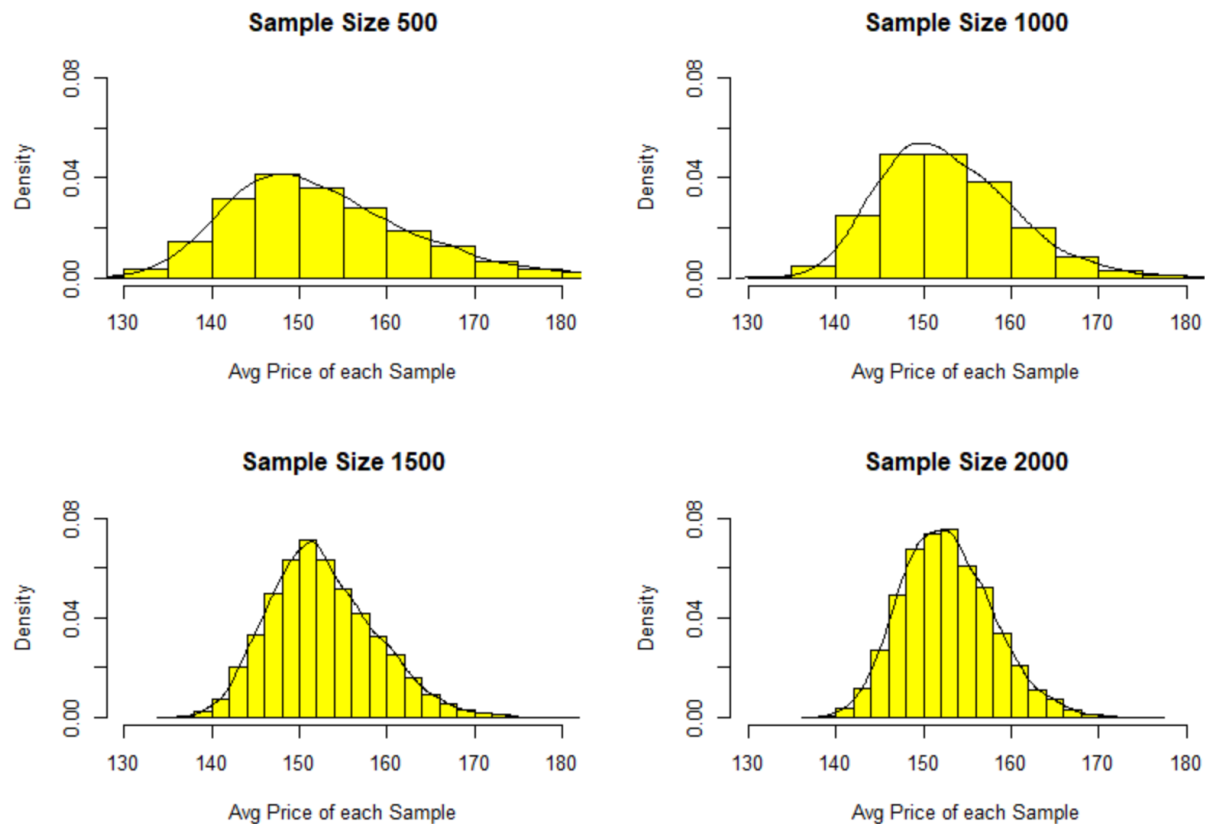 Sample Size 500
0.08
0.04
0.00
Density
130 140 150 160 170 180
Avg Price of each Sample
Sample Size 1000
0.08
0.04
0.00
Density
130 140 150 160 170 180
Avg Price of each Sample
Sample Size 1500
0.08
0.04
0.00
Density
130 140 150 160 170 180
Avg Price of each Sample
Sample Size 2000
0.08
0.04
0.00
Density
130 140 150 160 170 180
Avg Price of each Sample